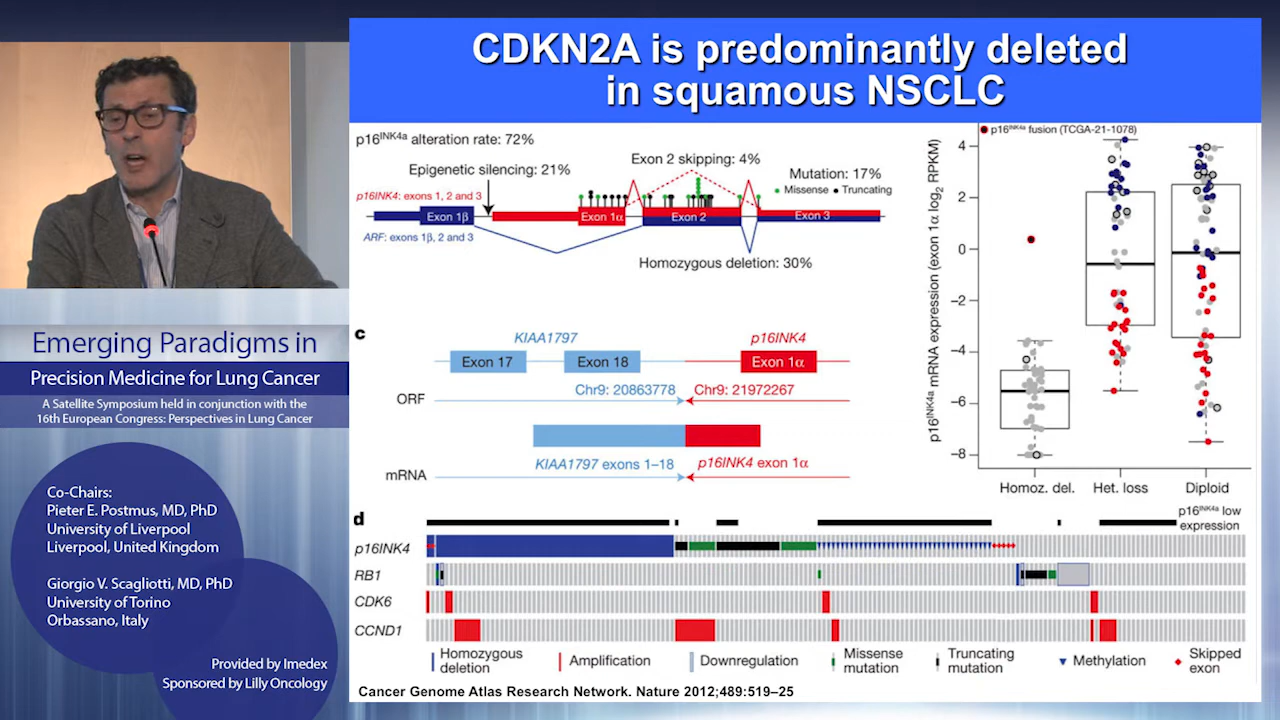 CDKN2A is predominantly deleted
in squamous NSCLC
p16INK4a alteration rate: 72%
Epigenetic silencing: 21%
Exon 2 skipping: 4%
Mutation: 17%
Missense
Truncating
p16INK4: exons 1, 2 and 3
Exon 1β
Exon 1α
Exon 2
Exon 3
ARF: exons 1β, 2 and 3
Homozygous deletion: 30%
p16INK4a fusion (TCGA-21-1078)
p16INK4a mRNA expression (exon 1α log2 RPKM)
4
2
0
−2
−4
−6
−8
Homoz. del.
Het. loss
Diploid
c
KIAA1797
p16INK4
Exon 17
Exon 18
Exon 1α
Chr9: 20863778
Chr9: 21972267
ORF
KIAA1797 exons 1–18
p16INK4 exon 1α
mRNA
d
p16INK4a low
expression
p16INK4
RB1
CDK6
CCND1
Homozygous
deletion
Amplification
Downregulation
Missense
mutation
Truncating
mutation
Methylation
Skipped
exon
Cancer Genome Atlas Research Network. Nature 2012;489:519–25
Emerging Paradigms in
Precision Medicine for Lung Cancer
A Satellite Symposium held in conjunction with the
16th European Congress: Perspectives in Lung Cancer
Co-Chairs:
Pieter E. Postmus, MD, PhD
University of Liverpool
Liverpool, United Kingdom
Giorgio V. Scagliotti, MD, PhD
University of Torino
Orbassano, Italy
Provided by Imedex
Sponsored by Lilly Oncology